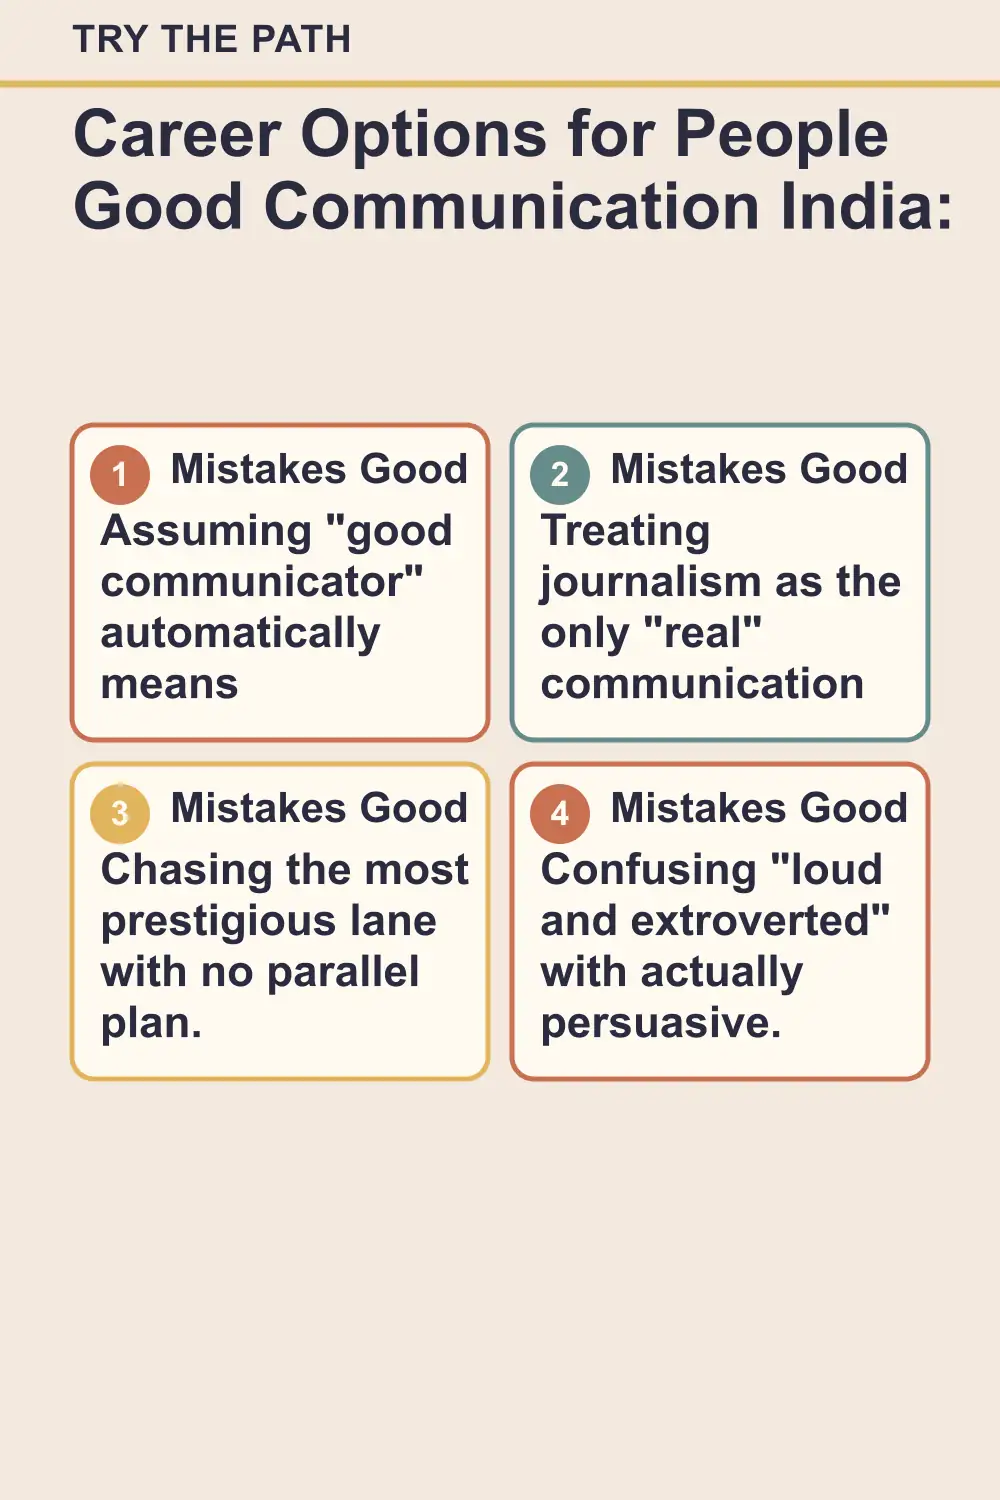 TRY THE PATH
Career Options for People
Good Communication India:
1 Mistakes Good
Assuming "good
communicator"
automatically
means
2 Mistakes Good
Treating
journalism as the
only "real"
communication
3 Mistakes Good
Chasing the most
prestigious lane
with no parallel
plan.
4 Mistakes Good
Confusing "loud
and extroverted"
with actually
persuasive.